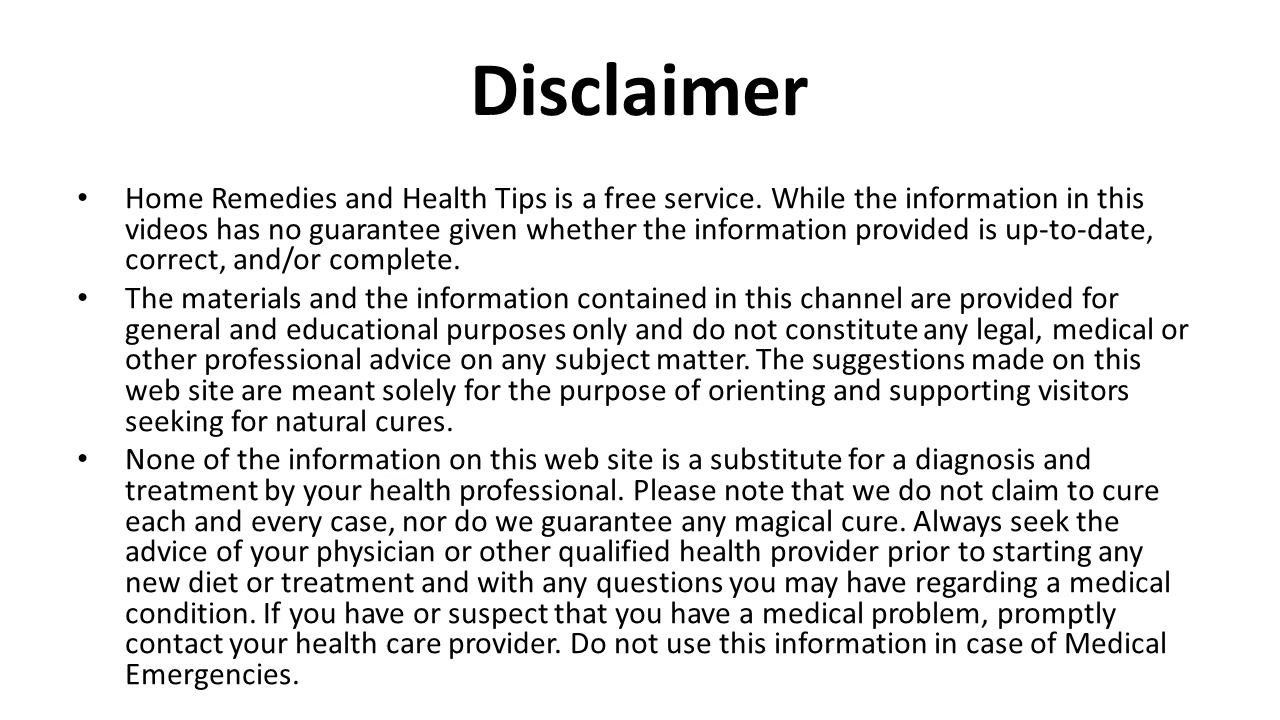 Disclaimer
• Home Remedies and Health Tips is a free service. While the information in this
videos has no guarantee given whether the information provided is up-to-date,
correct, and/or complete.
• The materials and the information contained in this channel are provided for
general and educational purposes only and do not constitute any legal, medical or
other professional advice on any subject matter. The suggestions made on this
web site are meant solely for the purpose of orienting and supporting visitors
seeking for natural cures.
• None of the information on this web site is a substitute for a diagnosis and
treatment by your health professional. Please note that we do not claim to cure
each and every case, nor do we guarantee any magical cure. Always seek the
advice of your physician or other qualified health provider prior to starting any
new diet or treatment and with any questions you may have regarding a medical
condition. If you have or suspect that you have a medical problem, promptly
contact your health care provider. Do not use this information in case of Medical
Emergencies.